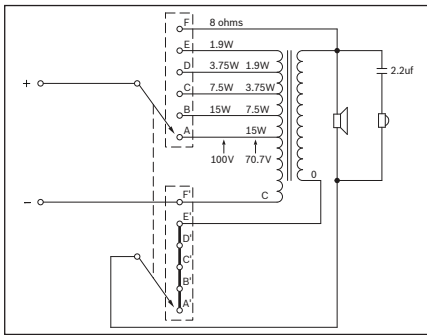 F 8 ohms
E 1.9W
2.2uf
D 3.75W 1.9W
+ C 7.5W 3.75W
B 15W 7.5W
A 15W
100V 70.7V
0
C
− F'
E'
D'
C'
B'
A'